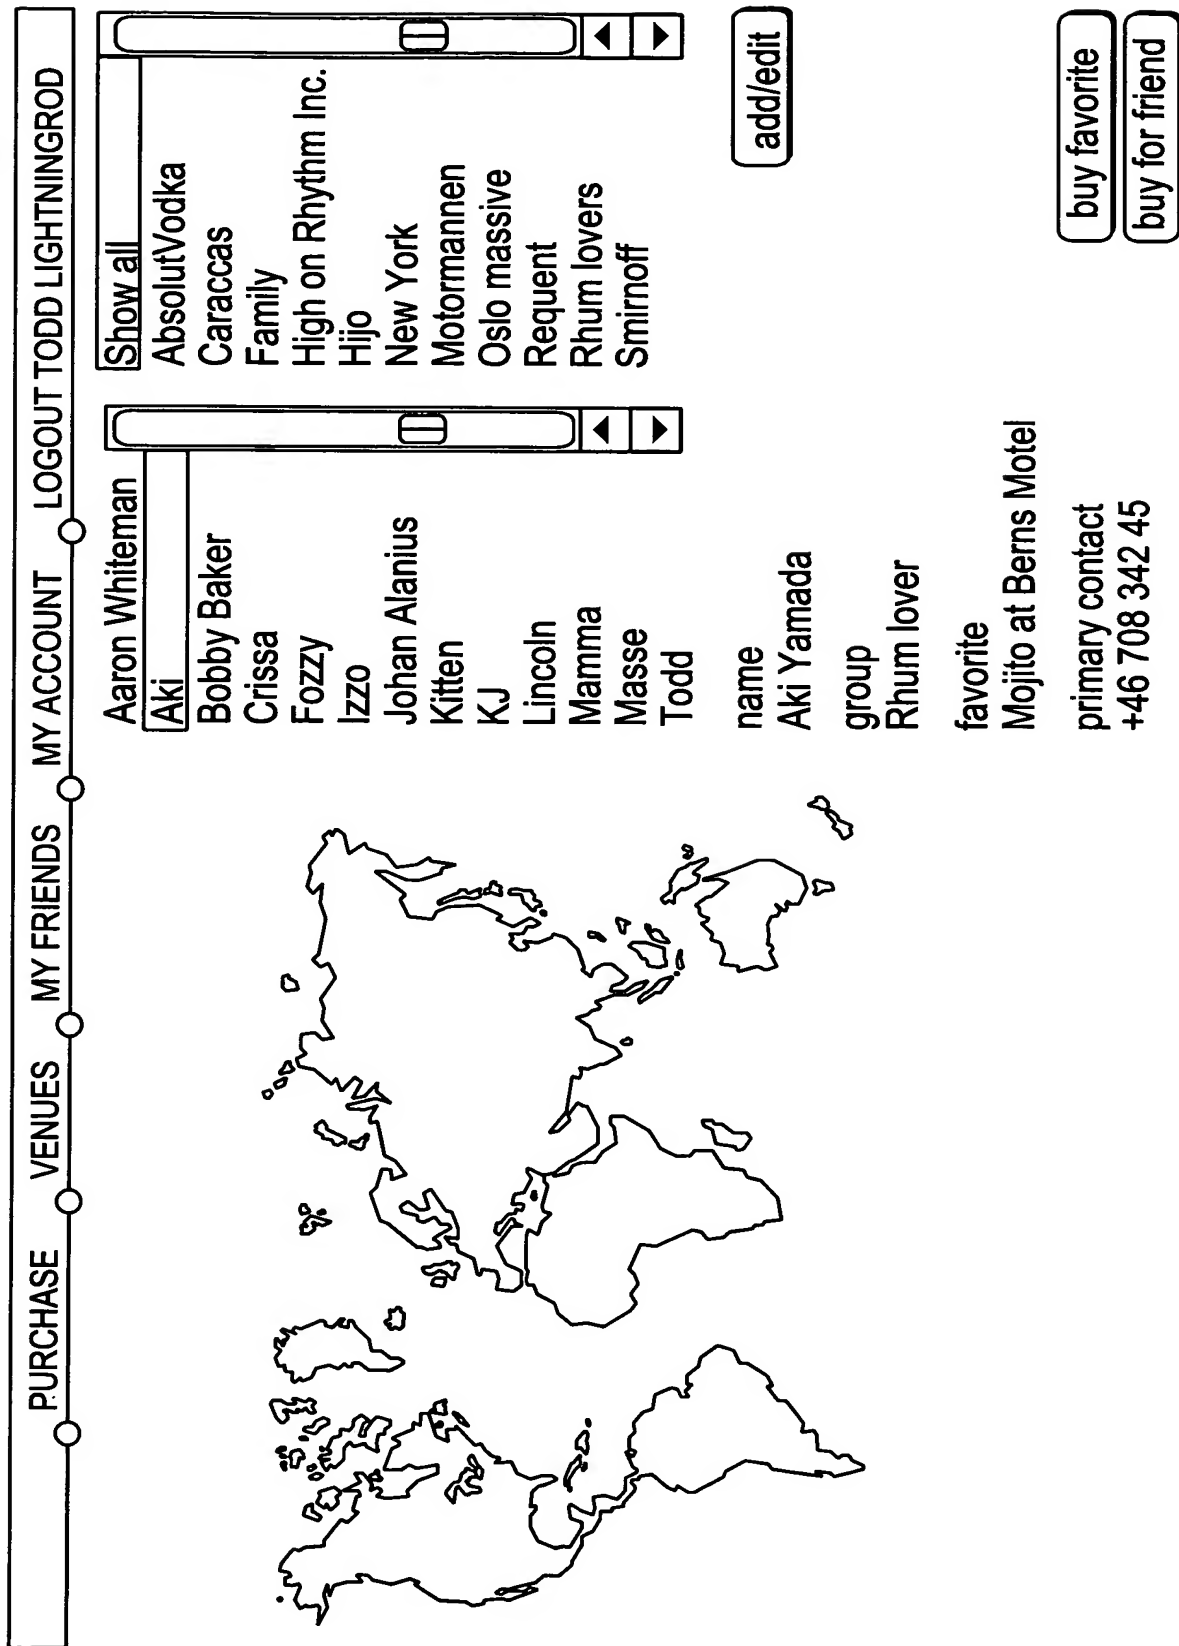 PURCHASE VENUES MY FRIENDS MY ACCOUNT LOGOUT TODD LIGHTNINGROD
Aaron Whiteman
Aki
Bobby Baker
Crissa
Fozzy
Izzo
Johan Alanius
Kitten
KJ
Lincoln
Mamma
Masse
Todd
Show all
AbsolutVodka
Caraccas
Family
High on Rhythm Inc.
Hijo
New York
Motormannen
Oslo massive
Requent
Rhum lovers
Smirnoff
name
Aki Yamada
add/edit
group
Rhum lover
favorite
Mojito at Berns Motel
primary contact
+46 708 342 45
buy favorite
buy for friend